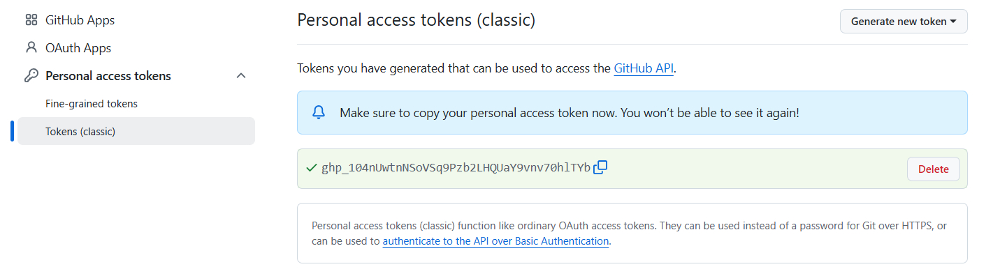 GitHub Apps
OAuth Apps
Personal access tokens
Fine-grained tokens
Tokens (classic)
Personal access tokens (classic)
Generate new token
Tokens you have generated that can be used to access the GitHub API.
Make sure to copy your personal access token now. You won’t be able to see it again!
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
Delete
Personal access tokens (classic) function like ordinary OAuth access tokens. They can be used instead of a password for Git over HTTPS, or
can be used to authenticate to the API over Basic Authentication.